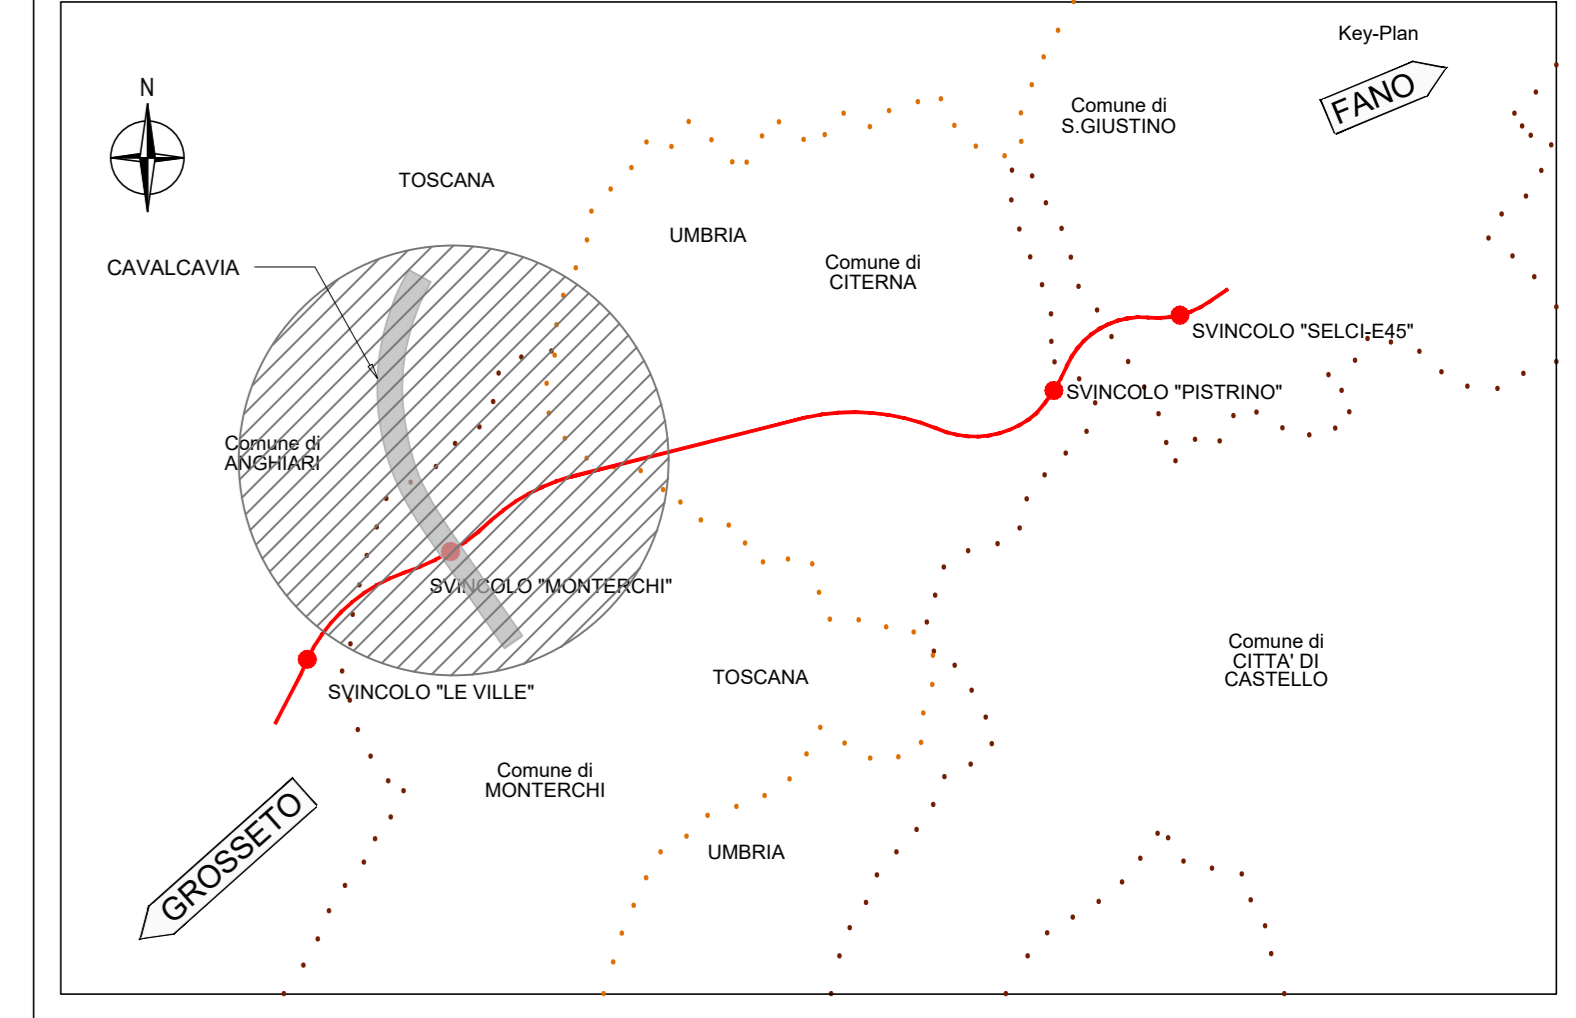 Key-Plan
FANO
N
Comune di
S.GIUSTINO
TOSCANA
UMBRIA
Comune di
CITERNA
CAVALCAVIA
SVINCOLO "SELCI-E45"
SVINCOLO "PISTRINO"
Comune di
ANGHIARI
SVINCOLO "MONTERCHI"
Comune di
CITTA' DI
CASTELLO
TOSCANA
SVINCOLO "LE VILLE"
Comune di
MONTERCHI
GROSSETO
UMBRIA